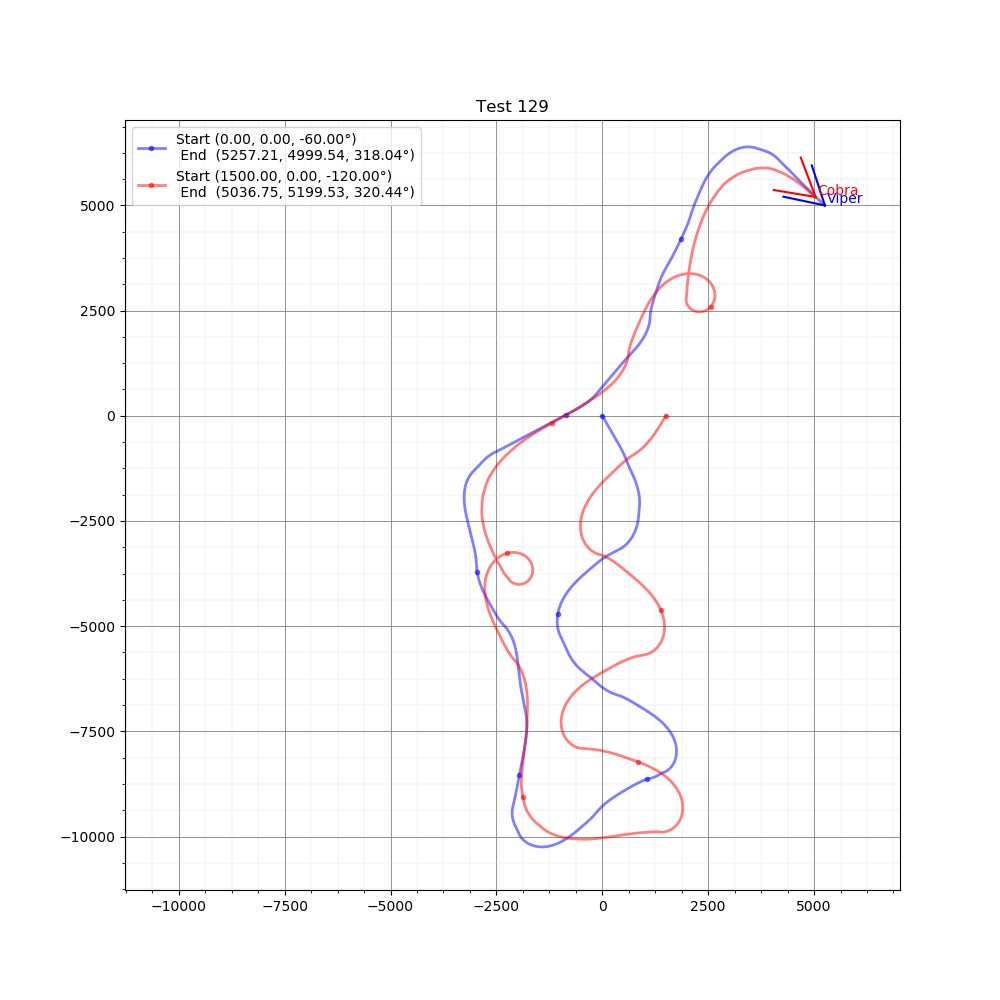 Test 129
Start (0.00, 0.00, -60.00°)
End (5257.21, 4999.54, 318.04°)
Start (1500.00, 0.00, -120.00°)
End (5036.75, 5199.53, 320.44°)
Cobra
Viper
5000
2500
0
−2500
−5000
−7500
−10000
−10000 −7500 −5000 −2500 0 2500 5000